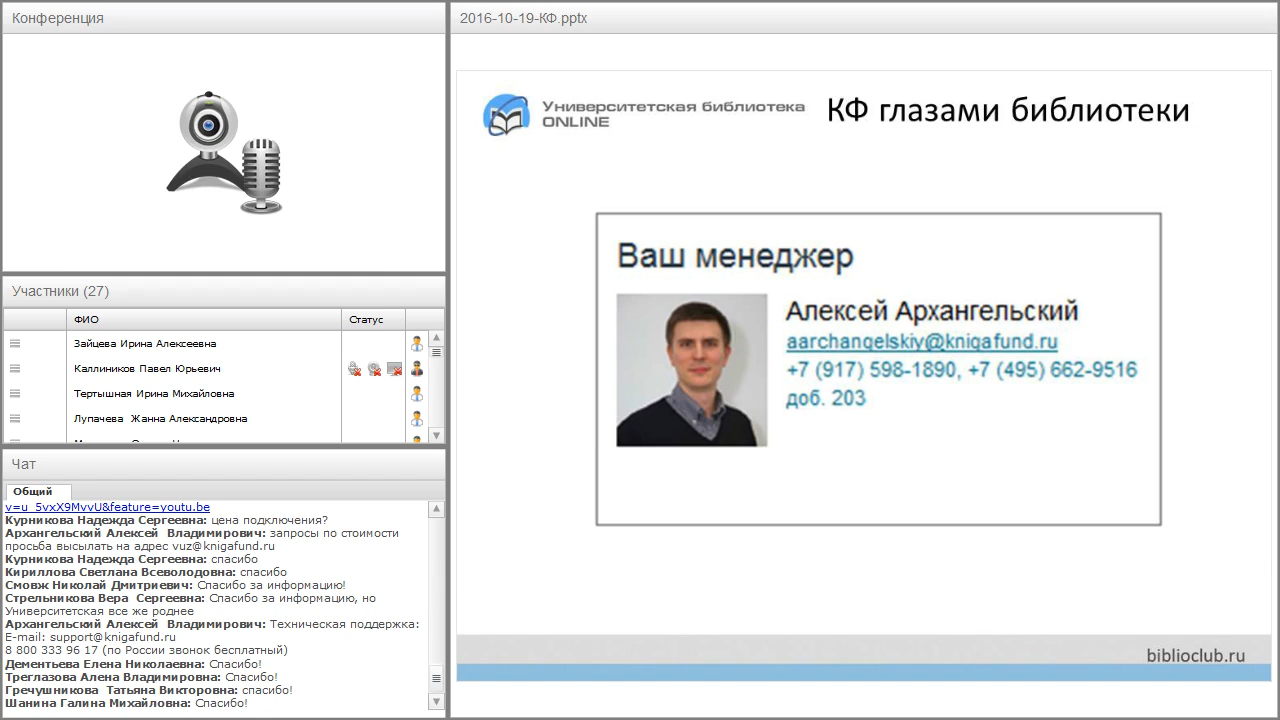 Конференция
Участники (27)
ФИО
Статус
Зайцева Ирина Алексеевна
Каллиников Павел Юрьевич
Тертышная Ирина Михайловна
Лупачева Жанна Александровна
Чат
Общий
v=u_5vxX9MvvU&feature=youtu.be
Курникова Надежда Сергеевна: цена подключения?
Архангельский Алексей Владимирович: запросы по стоимости
просьба высылать на адрес vuz@knigafund.ru
Курникова Надежда Сергеевна: спасибо
Кириллова Светлана Всеволодовна: спасибо
Смовж Николай Дмитриевич: Спасибо за информацию!
Стрельникова Вера Сергеевна: Спасибо за информацию, но
Университетская все же роднее
Архангельский Алексей Владимирович: Техническая поддержка:
E-mail: support@knigafund.ru
8 800 333 96 17 (по России звонок бесплатный)
Дементьева Елена Николаевна: Спасибо!
Треглазова Алена Владимировна: Спасибо!
Гречушникова Татьяна Викторовна: спасибо!
Шанина Галина Михайловна: Спасибо!
2016-10-19-КФ.pptx
Университетская библиотека
ONLINE
КФ глазами библиотеки
Ваш менеджер
Алексей Архангельский
aarchangelskiy@knigafund.ru
+7 (917) 598-1890, +7 (495) 662-9516
доб. 203
biblioclub.ru